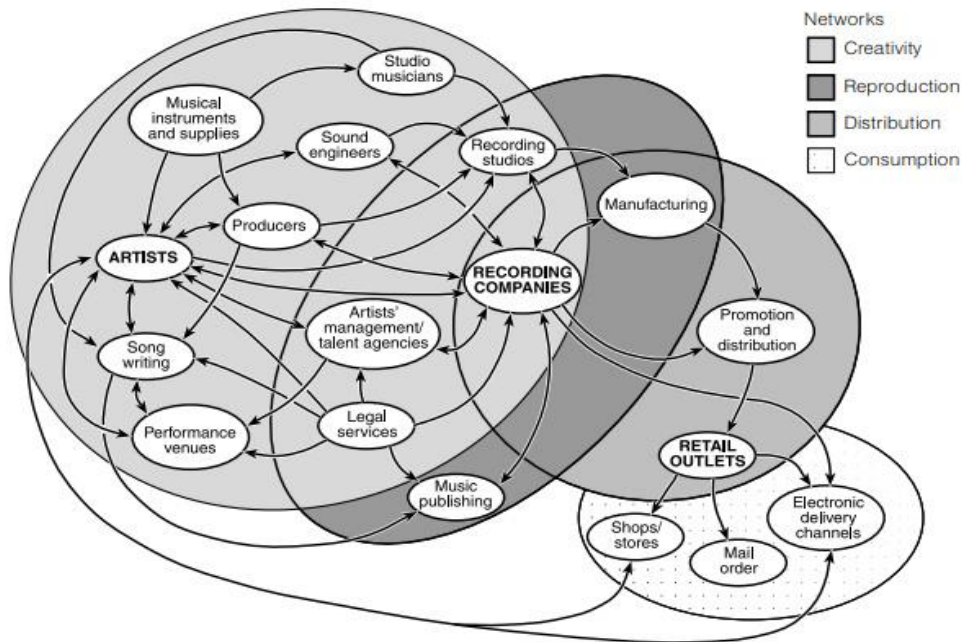 Networks
Creativity
Reproduction
Distribution
Consumption
Studio
musicians
Musical
instruments
and supplies
Sound
engineers
Recording
studios
Manufacturing
Producers
ARTISTS
RECORDING
COMPANIES
Artists'
management/
talent agencies
Promotion
and
distribution
Song
writing
Performance
venues
Legal
services
RETAIL
OUTLETS
Music
publishing
Shops/
stores
Mail
order
Electronic
delivery
channels